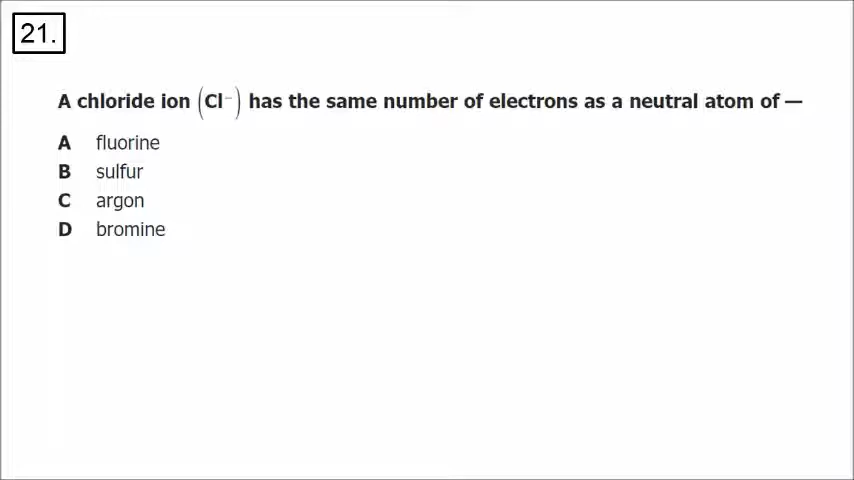 21.
A chloride ion (Cl⁻) has the same number of electrons as a neutral atom of —
A fluorine
B sulfur
C argon
D bromine